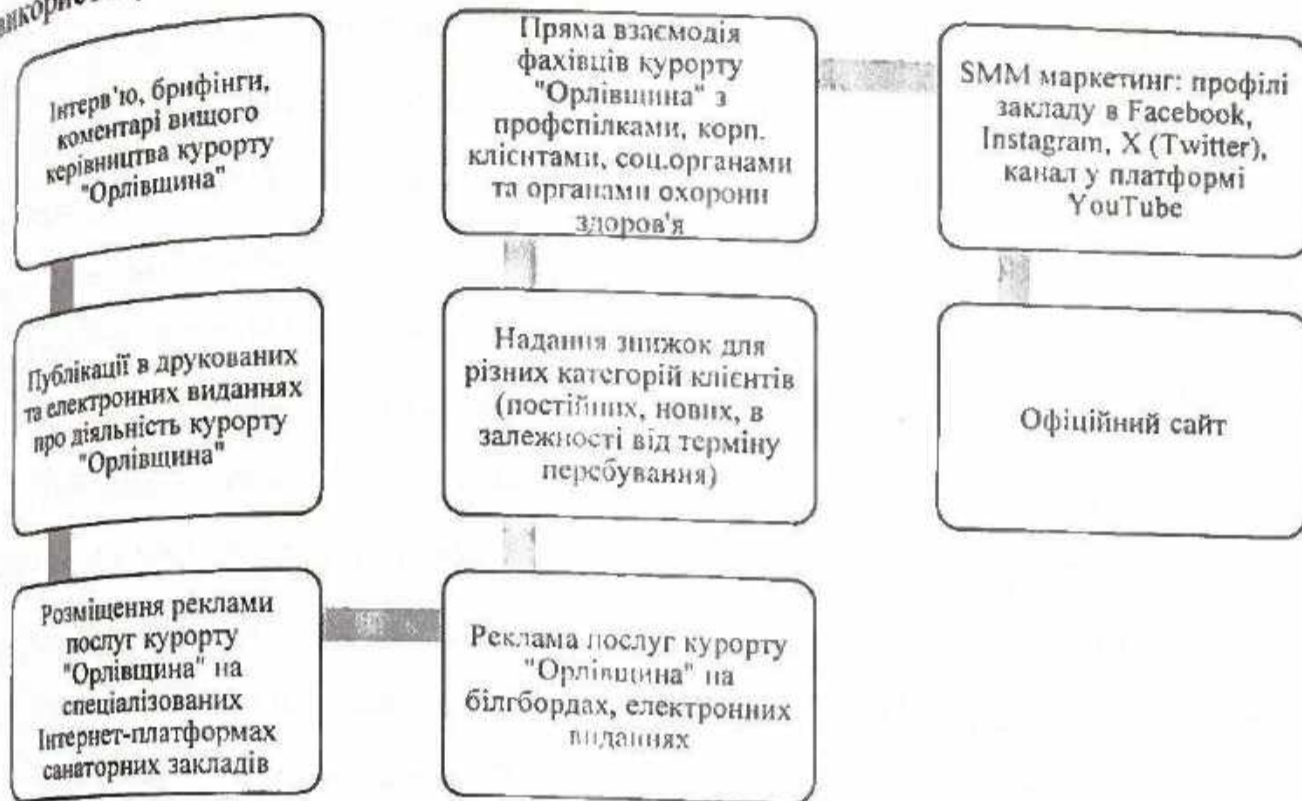 Інтерв'ю, брифінги,
коментарі вищого
керівництва курорту
"Орлівщина"
Публікації в друкованих
та електронних виданнях
про діяльність курорту
"Орлівщина"
Розміщення реклами
послуг курорту
"Орлівщина" на
спеціалізованих
Інтернет-платформах
санаторних закладів
Реклама послуг курорту
"Орлівщина" на
білгбордах, електронних
виданнях
Надання знижок для
різних категорій клієнтів
(постійних, нових, в
залежності від терміну
перебування)
Пряма взаємодія
фахівців курорту
"Орлівщина" з
профспілками, корп.
клієнтами, соц.органами
та органами охорони
здоров'я
SMM маркетинг: профілі
закладу в Facebook,
Instagram, X (Twitter),
канал у платформі
YouTube
Офіційний сайт